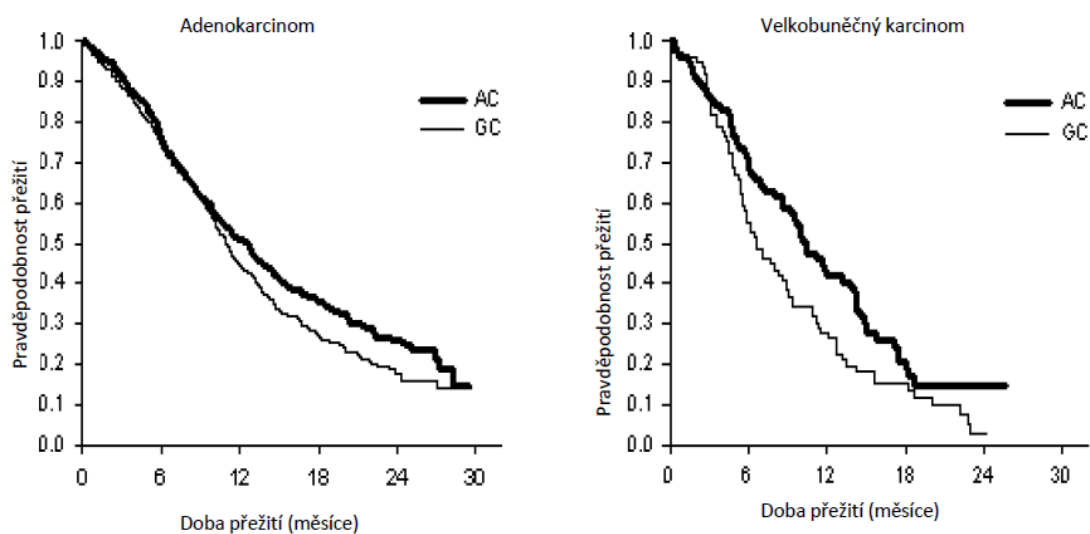 Adenokarcinom
Pravděpodobnost přežití
1.0
0.9
0.8
0.7
0.6
0.5
0.4
0.3
0.2
0.1
0.0
AC
GC
0 6 12 18 24 30
Doba přežití (měsíce)
Velkobuněčný karcinom
Pravděpodobnost přežití
1.0
0.9
0.8
0.7
0.6
0.5
0.4
0.3
0.2
0.1
0.0
AC
GC
0 6 12 18 24 30
Doba přežití (měsíce)